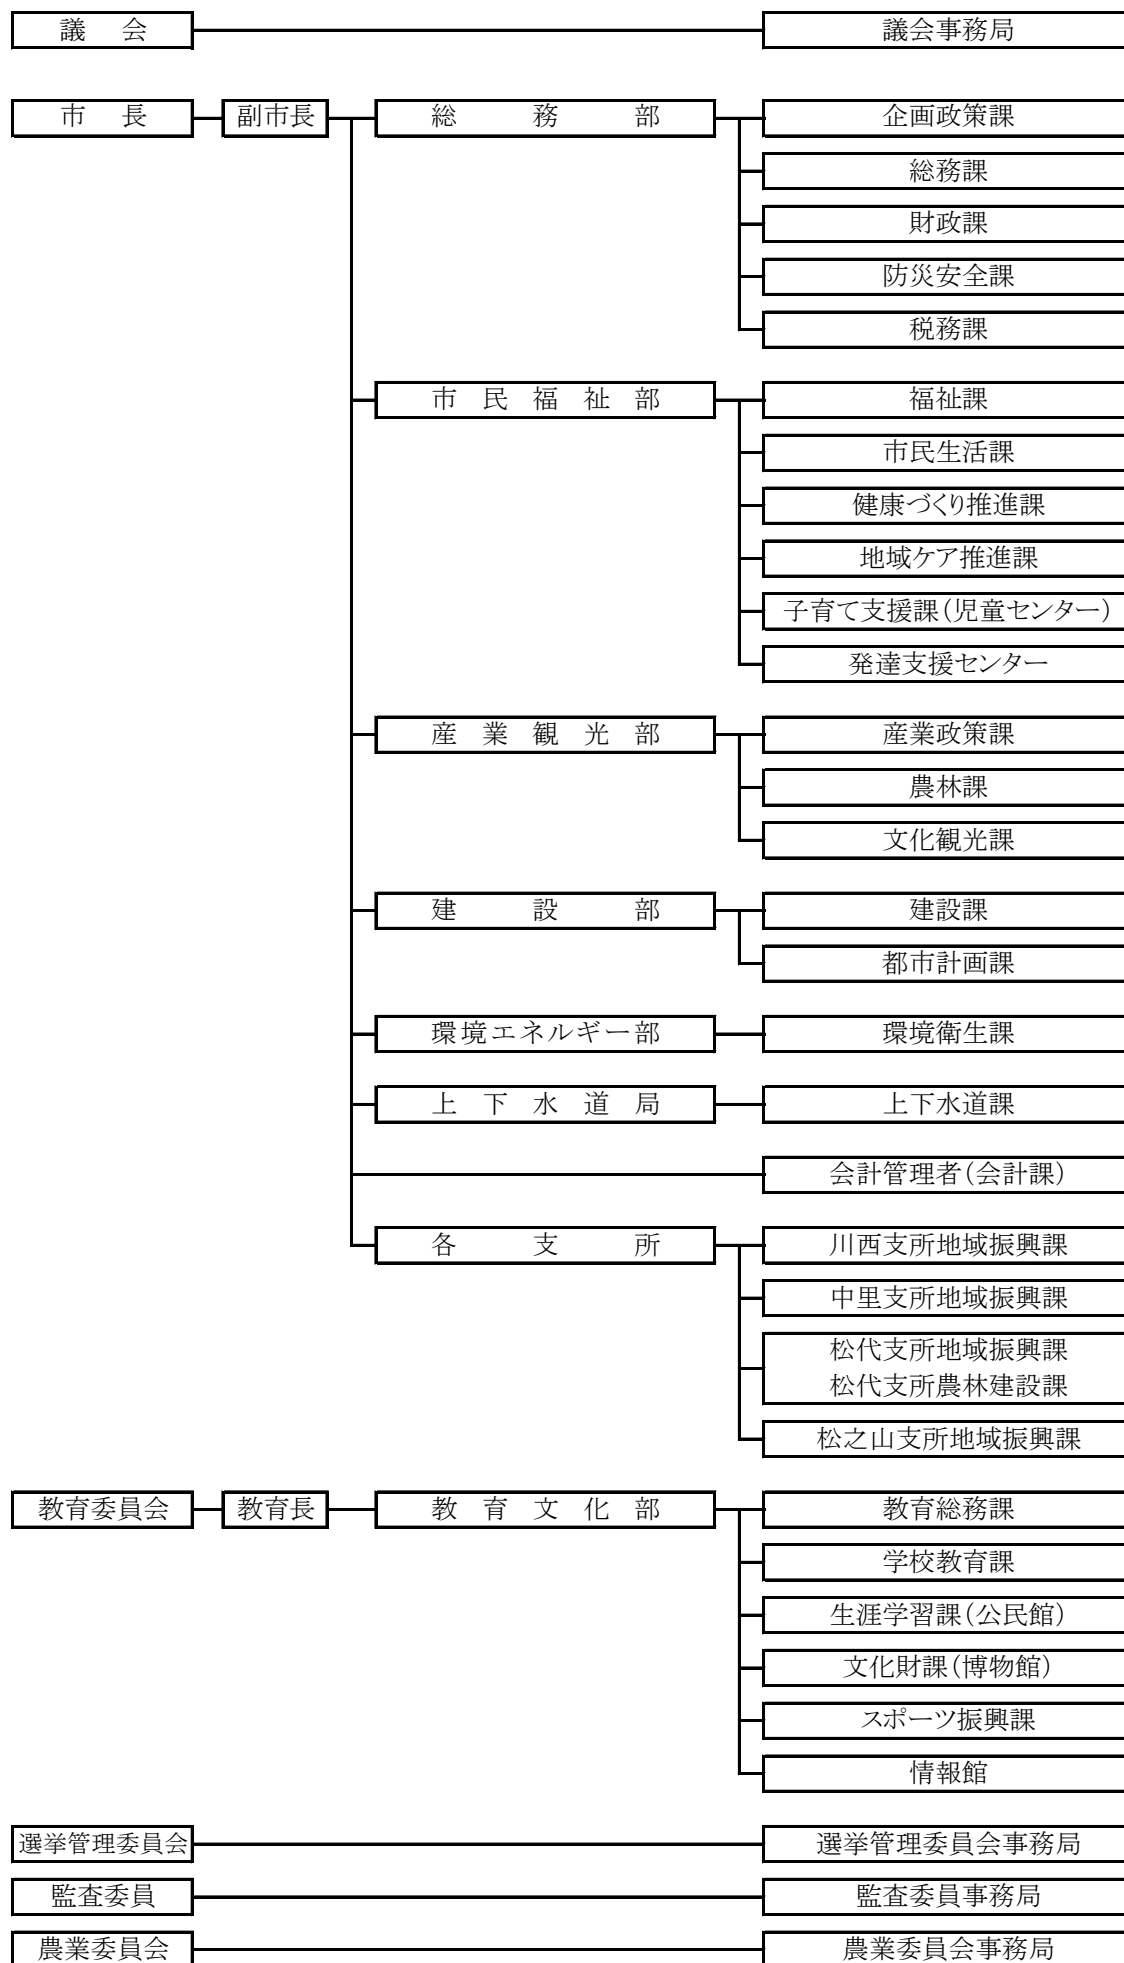 議会 議会事務局
市長 副市長 総務部 企画政策課
総務課
財政課
防災安全課
税務課
市民福祉部 福祉課
市民生活課
健康づくり推進課
地域ケア推進課
子育て支援課(児童センター)
発達支援センター
産業観光部 産業政策課
農林課
文化観光課
建設部 建設課
都市計画課
環境エネルギー部 環境衛生課
上下水道局 上下水道課
会計管理者(会計課)
各支所 川西支所地域振興課
中里支所地域振興課
松代支所地域振興課
松代支所農林建設課
松之山支所地域振興課
教育委員会 教育長 教育文化部 教育総務課
学校教育課
生涯学習課(公民館)
文化財課(博物館)
スポーツ振興課
情報館
選挙管理委員会 選挙管理委員会事務局
監査委員 監査委員事務局
農業委員会 農業委員会事務局